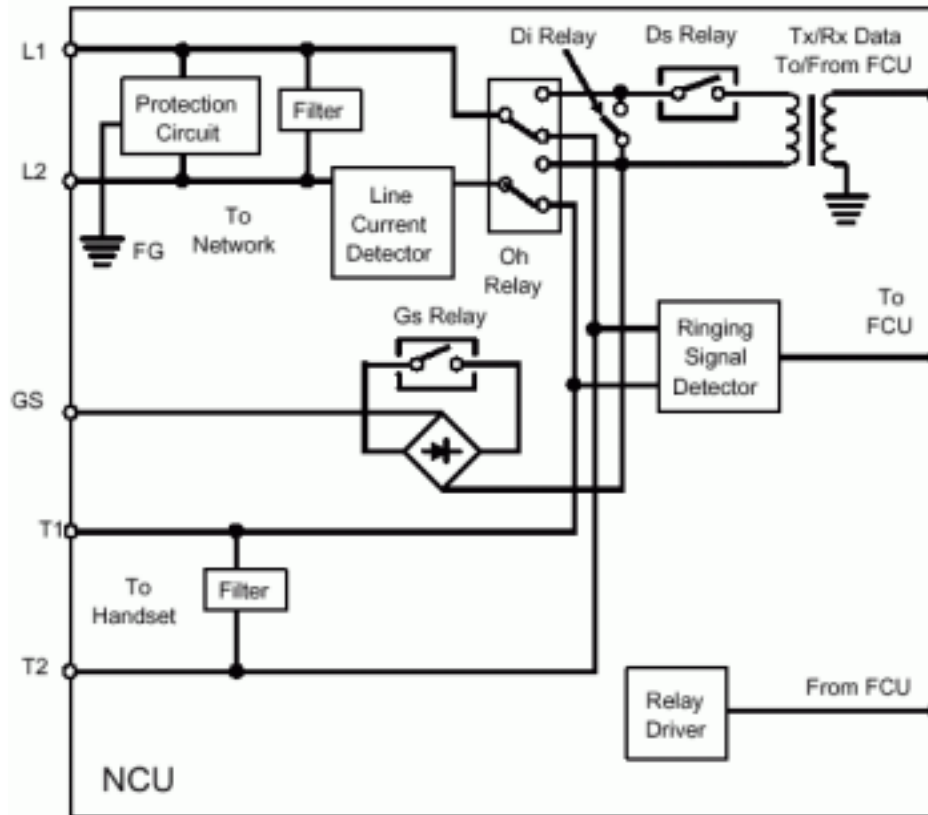 L1
Di Relay
Ds Relay
Tx/Rx Data
To/From FCU
Protection
Circuit
Filter
L2
To
Network
Line
Current
Detector
FG
Oh
Relay
Gs Relay
Ringing
Signal
Detector
To
FCU
GS
T1
To
Handset
Filter
T2
Relay
Driver
From FCU
NCU